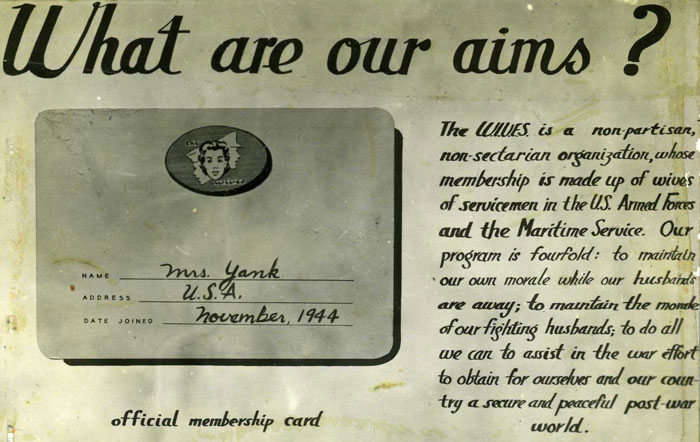 What are our aims?
the
wives
NAME Mrs. Yank
ADDRESS U.S.A.
DATE JOINED November, 1944
official membership card
The W.I.V.E.S. is a non-partisan,
non-sectarian organization, whose
membership is made up of wives
of servicemen in the U.S. Armed Forces
and the Maritime Service. Our
program is fourfold: to maintain
our own morale while our husbands
are away; to maintain the morale
of our fighting husbands; to do all
we can to assist in the war effort
to obtain for ourselves and our coun-
try a secure and peaceful post-war
world.